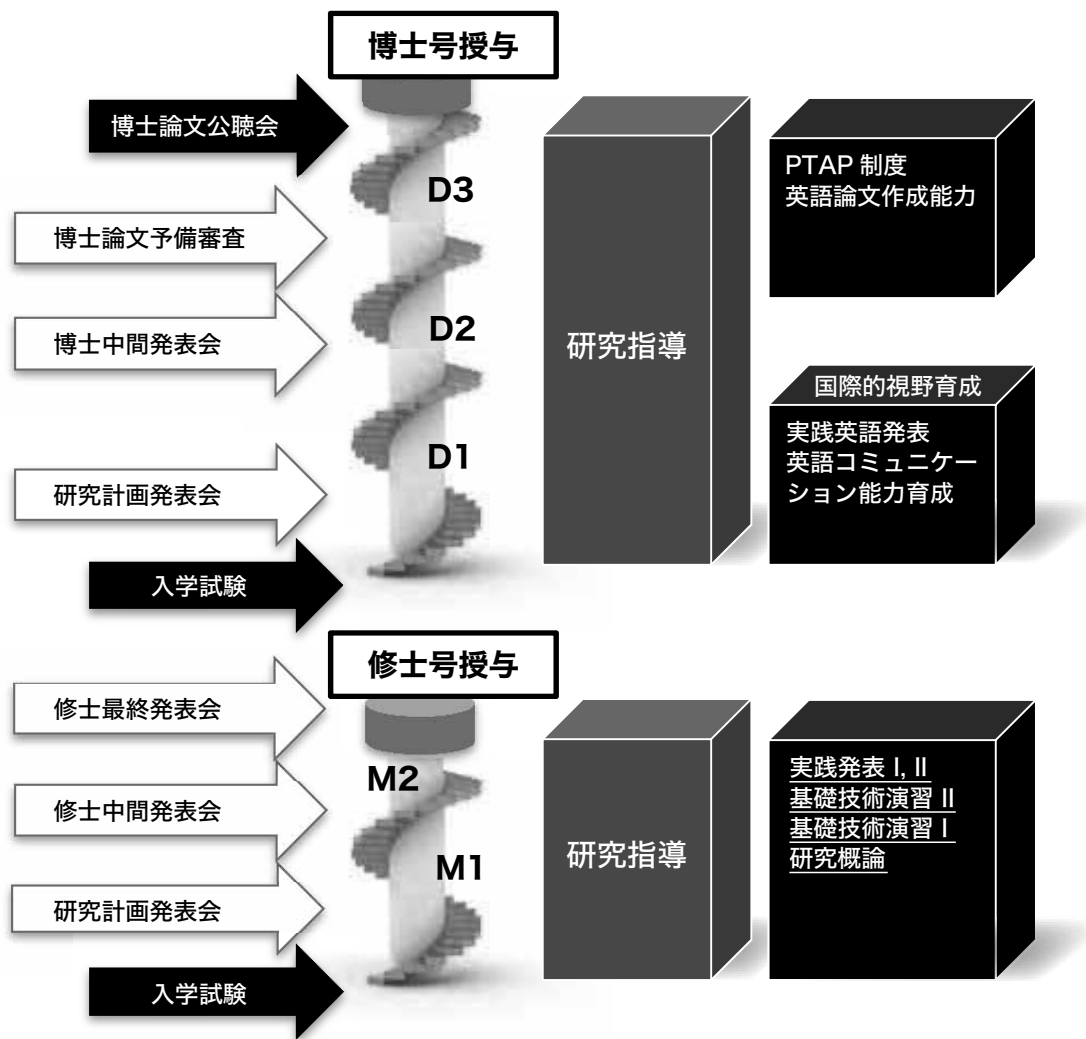 博士号授与
博士論文公聴会
D3
博士論文予備審査
D2
博士中間発表会
D1
研究計画発表会
入学試験
研究指導
PTAP 制度
英語論文作成能力
国際的視野育成
実践英語発表
英語コミュニケー
ション能力育成
修士号授与
修士最終発表会
M2
修士中間発表会
M1
研究計画発表会
入学試験
研究指導
実践発表 I, II
基礎技術演習 II
基礎技術演習 I
研究概論